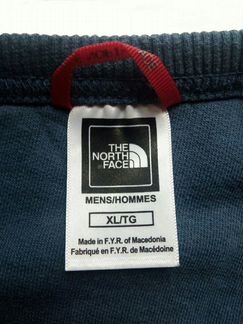 THE
NORTH
FACE
MENS/HOMMES
XL/TG
Made in F.Y.R. of Macedonia
Fabriqué en F.Y.R. de Macédoine